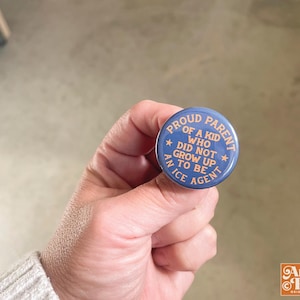 PROUD PARENT
OF A KID
WHO
DID NOT
GROW UP
TO BE
AN ICE AGENT